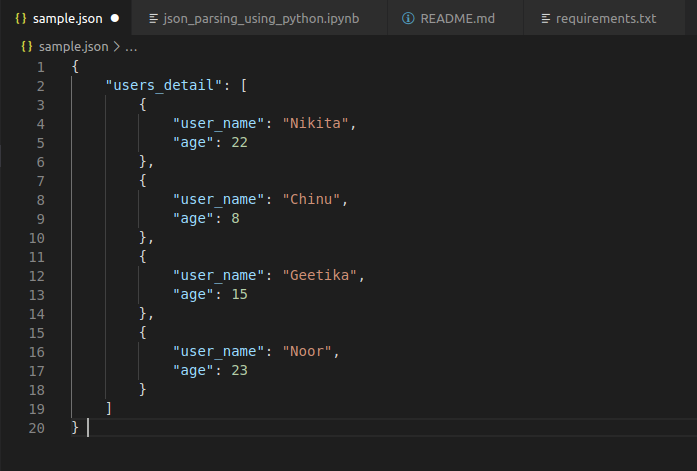 {} sample.json ● json_parsing_using_python.ipynb README.md requirements.txt
{} sample.json > ...
1 {
2     "users_detail": [
3         {
4             "user_name": "Nikita",
5             "age": 22
6         },
7         {
8             "user_name": "Chinu",
9             "age": 8
10         },
11         {
12             "user_name": "Geetika",
13             "age": 15
14         },
15         {
16             "user_name": "Noor",
17             "age": 23
18         }
19     ]
20 }